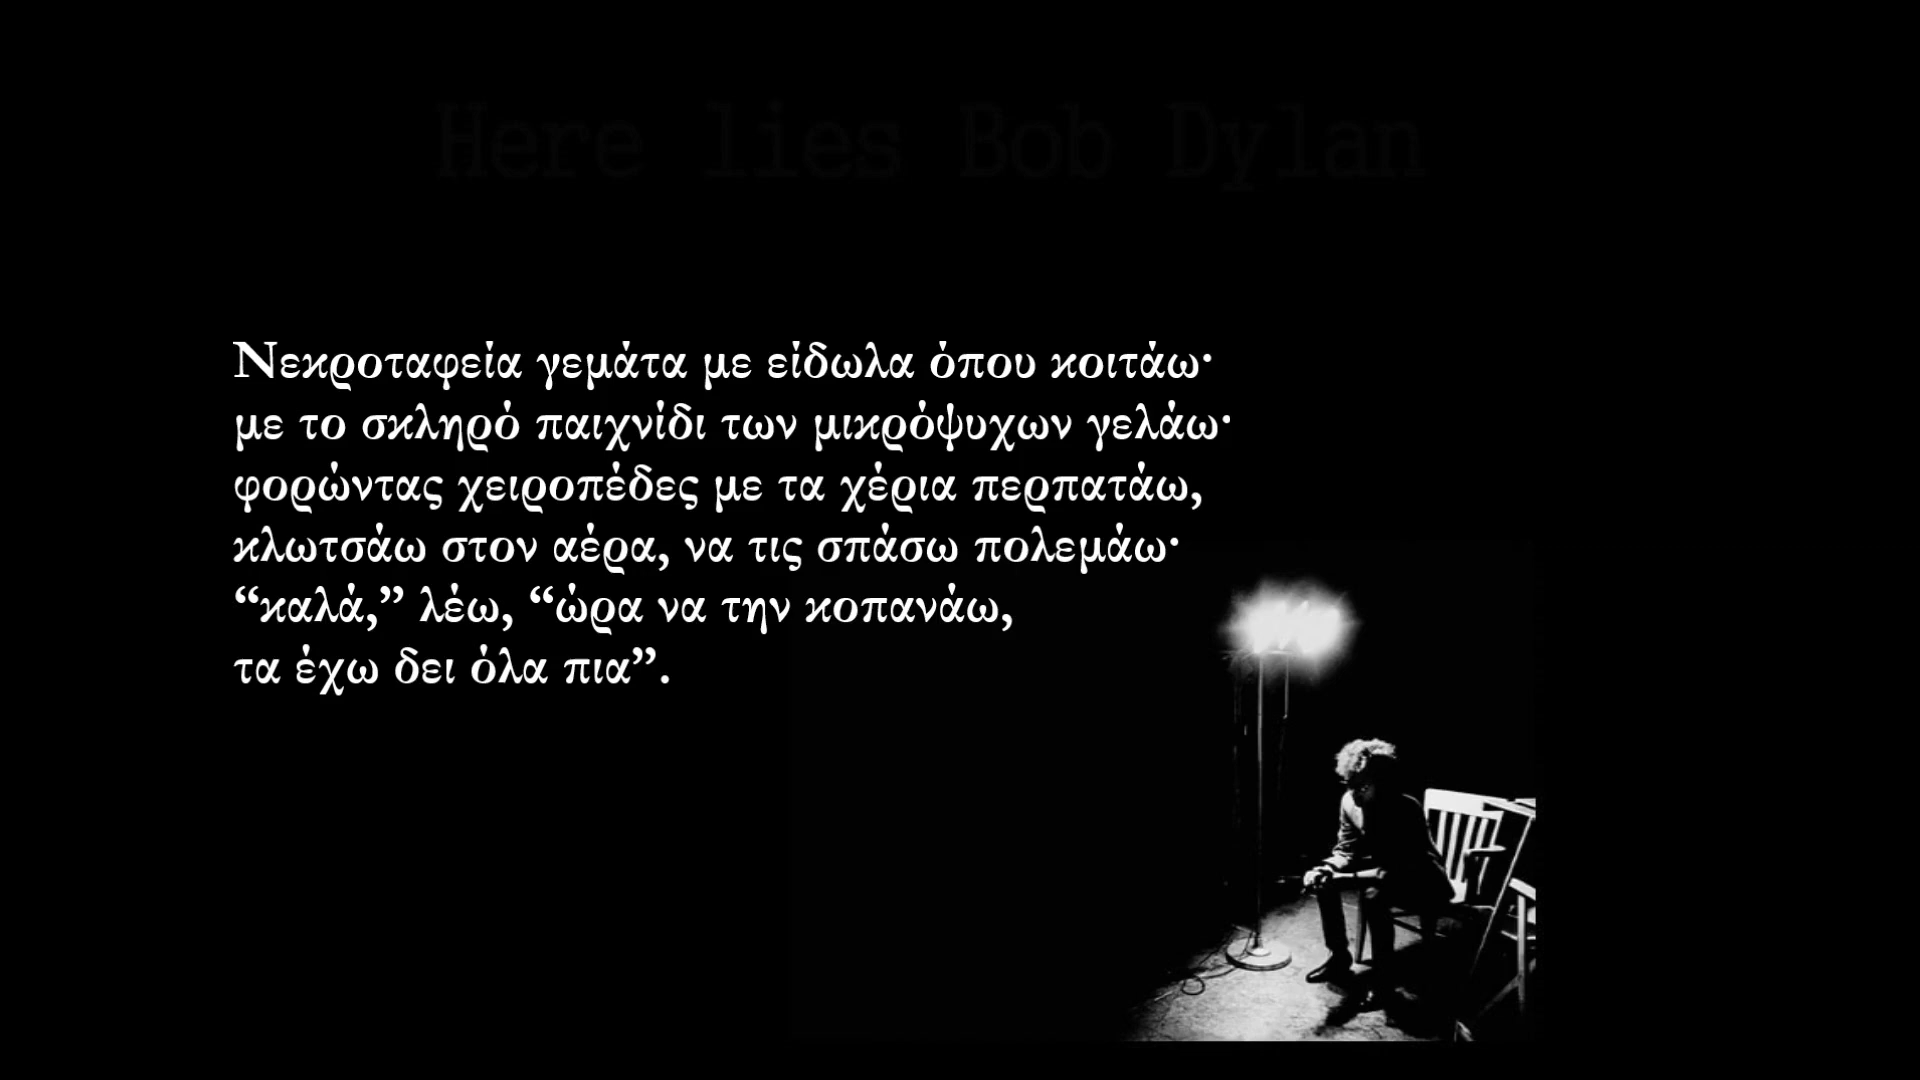 Here lies Bob Dylan
Νεκροταφεία γεμάτα με είδωλα όπου κοιτάω·
με το σκληρό παιχνίδι των μικρόψυχων γελάω·
φορώντας χειροπέδες με τα χέρια περπατάω,
κλωτσάω στον αέρα, να τις σπάσω πολεμάω·
“καλά,” λέω, “ώρα να την κοπανάω,
τα έχω δει όλα πια”.